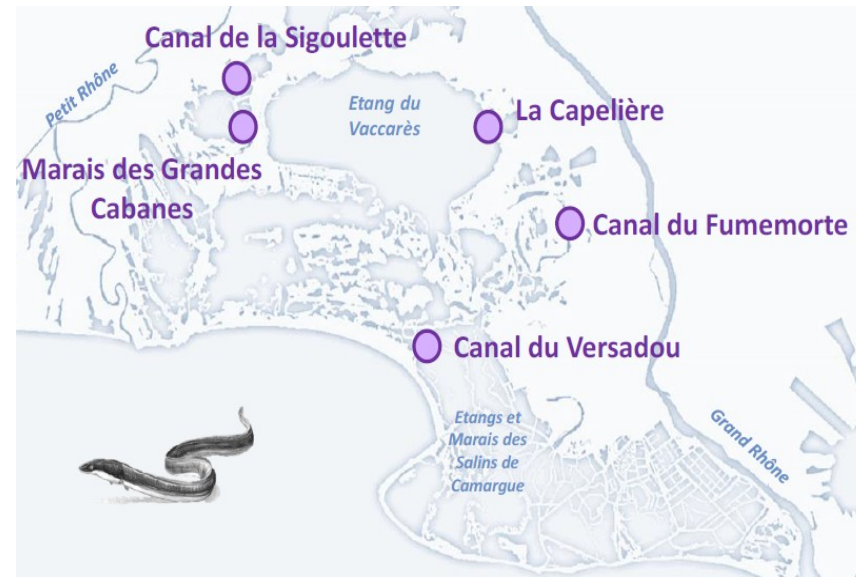 Canal de la Sigoulette
Petit Rhône
Etang du
Vaccarès
La Capelière
Marais des Grandes
Cabanes
Canal du Fumemorte
Canal du Versadou
Etangs et
Marais des
Salins de
Camargue
Grand Rhône